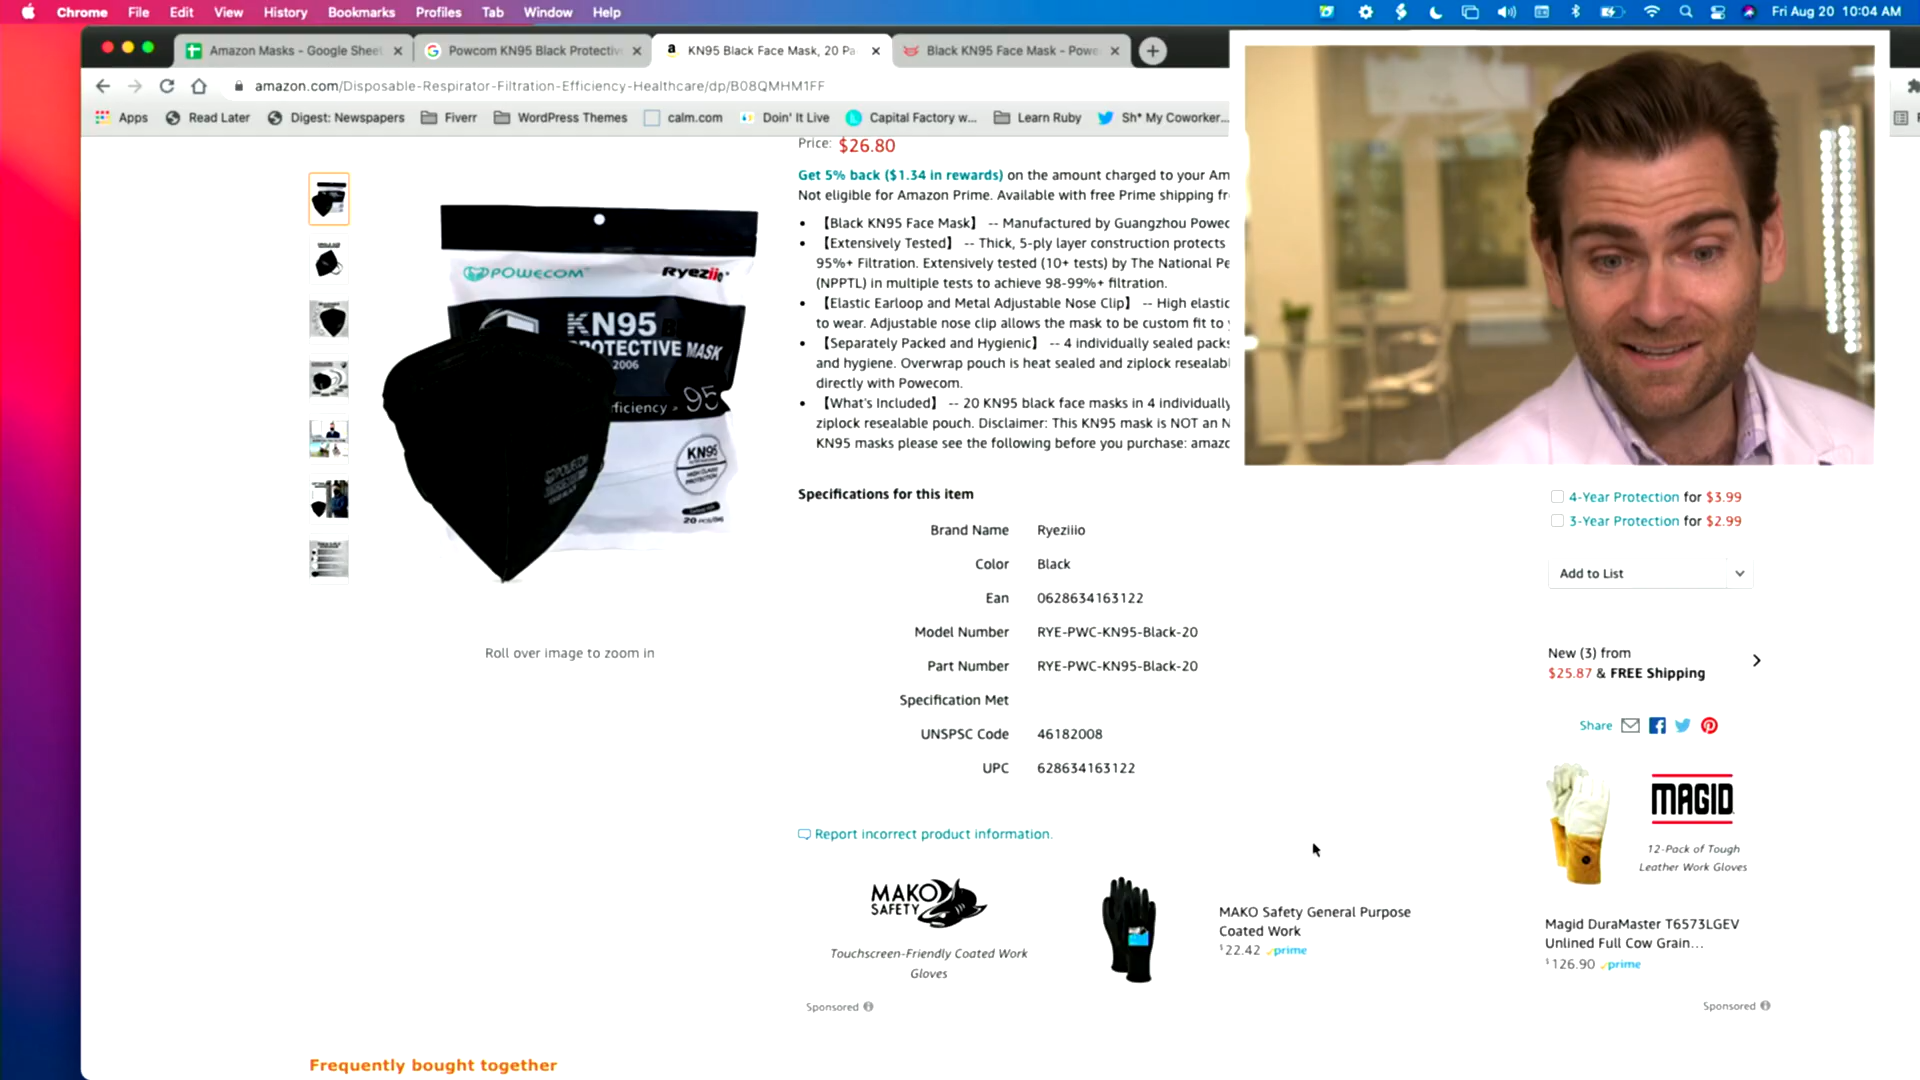 Chrome File Edit View History Bookmarks Profiles Tab Window Help
Fri Aug 20 10:04 AM
Amazon Masks - Google Sheet
Powcom KN95 Black Protectiv
KN95 Black Face Mask, 20 Pa
Black KN95 Face Mask - Powe
amazon.com/Disposable-Respirator-Filtration-Efficiency-Healthcare/dp/B08QMHM1FF
Apps Read Later Digest: Newspapers Fiverr WordPress Themes calm.com Doin' It Live Capital Factory w... Learn Ruby Sh* My Coworker...
Price: $26.80
Get 5% back ($1.34 in rewards) on the amount charged to your Am
Not eligible for Amazon Prime. Available with free Prime shipping fr
• 【Black KN95 Face Mask】 -- Manufactured by Guangzhou Powec
• 【Extensively Tested】 -- Thick, 5-ply layer construction protects
95%+ Filtration. Extensively tested (10+ tests) by The National Pe
(NPPTL) in multiple tests to achieve 98-99%+ filtration.
• 【Elastic Earloop and Metal Adjustable Nose Clip】 -- High elastic
to wear. Adjustable nose clip allows the mask to be custom fit to
• 【Separately Packed and Hygienic】 -- 4 individually sealed packs
and hygiene. Overwrap pouch is heat sealed and ziplock resealab
directly with Powecom.
• 【What's Included】 -- 20 KN95 black face masks in 4 individually
ziplock resealable pouch. Disclaimer: This KN95 mask is NOT an N
KN95 masks please see the following before you purchase: amazo
POWECOM
Ryeziiio
KN95
PROTECTIVE MASK
2006
fficiency > 95
KN95
HIGH GUARD
PROTECTION
20 PCS/BAG
Roll over image to zoom in
Specifications for this item
Brand Name Ryeziiio
Color Black
Ean 0628634163122
Model Number RYE-PWC-KN95-Black-20
Part Number RYE-PWC-KN95-Black-20
Specification Met
UNSPSC Code 46182008
UPC 628634163122
Report incorrect product information.
4-Year Protection for $3.99
3-Year Protection for $2.99
Add to List
New (3) from
$25.87 & FREE Shipping
Share
MAGID
12-Pack of Tough
Leather Work Gloves
Magid DuraMaster T6573LGEV
Unlined Full Cow Grain...
$126.90 prime
Sponsored
MAKO
SAFETY
Touchscreen-Friendly Coated Work
Gloves
MAKO Safety General Purpose
Coated Work
$22.42 prime
Sponsored
Frequently bought together